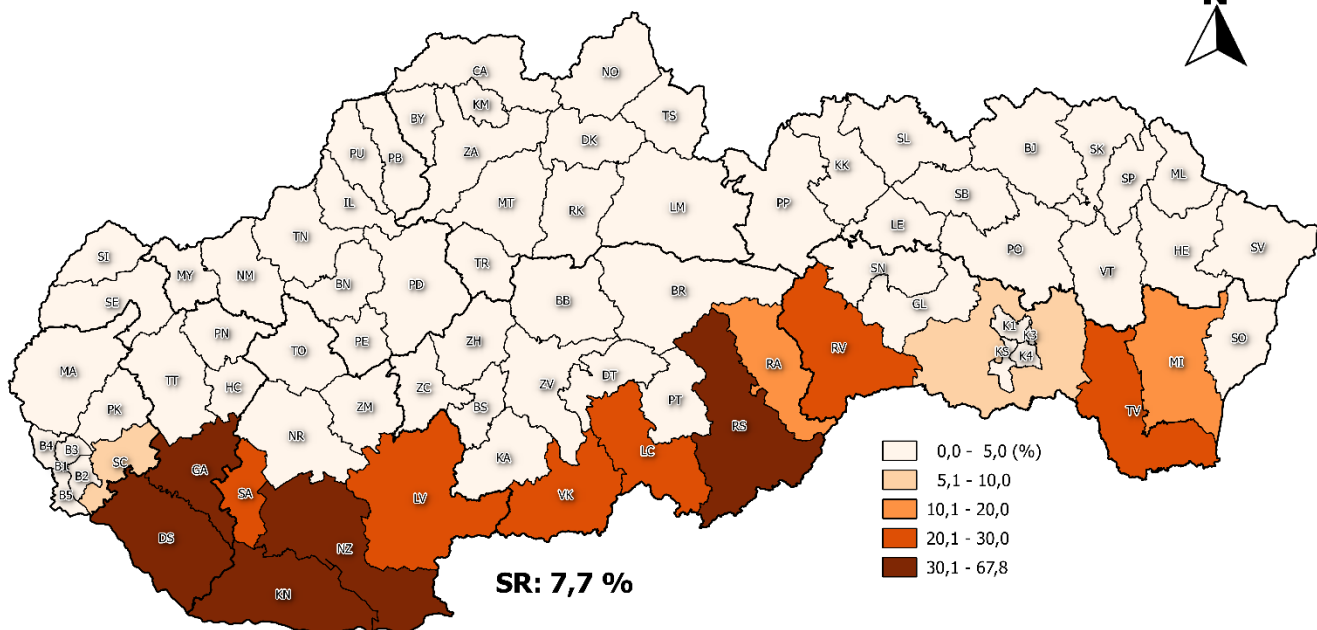 N
CA
NO
KM
BY
TS
PU
PB
ZA
DK
SL
BJ
SK
KK
SP
ML
IL
MT
RK
LM
PP
SB
LE
TN
PO
HE
SV
SI
MY
NM
TR
SN
VT
BN
PD
BR
SE
BB
GL
PN
PE
ZH
K1
K3
SO
MA
TT
TO
KS
K4
HC
ZC
ZV
DT
RA
RV
MI
PK
ZM
BS
PT
RS
TV
B4
B3
NR
KA
LC
SC
B1
B2
GA
B5
SA
LV
VK
DS
NZ
KN
0,0 - 5,0 (%)
5,1 - 10,0
10,1 - 20,0
20,1 - 30,0
30,1 - 67,8
SR: 7,7 %